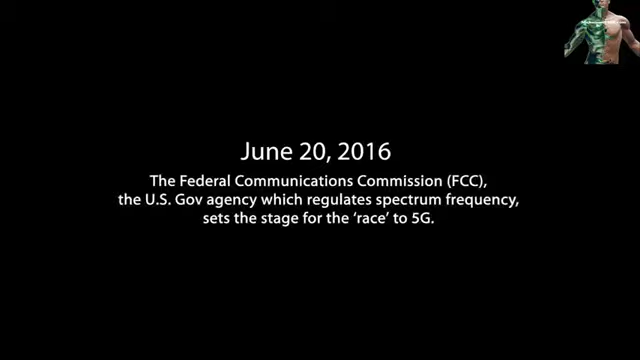 June 20, 2016
The Federal Communications Commission (FCC),
the U.S. Gov agency which regulates spectrum frequency,
sets the stage for the ‘race’ to 5G.